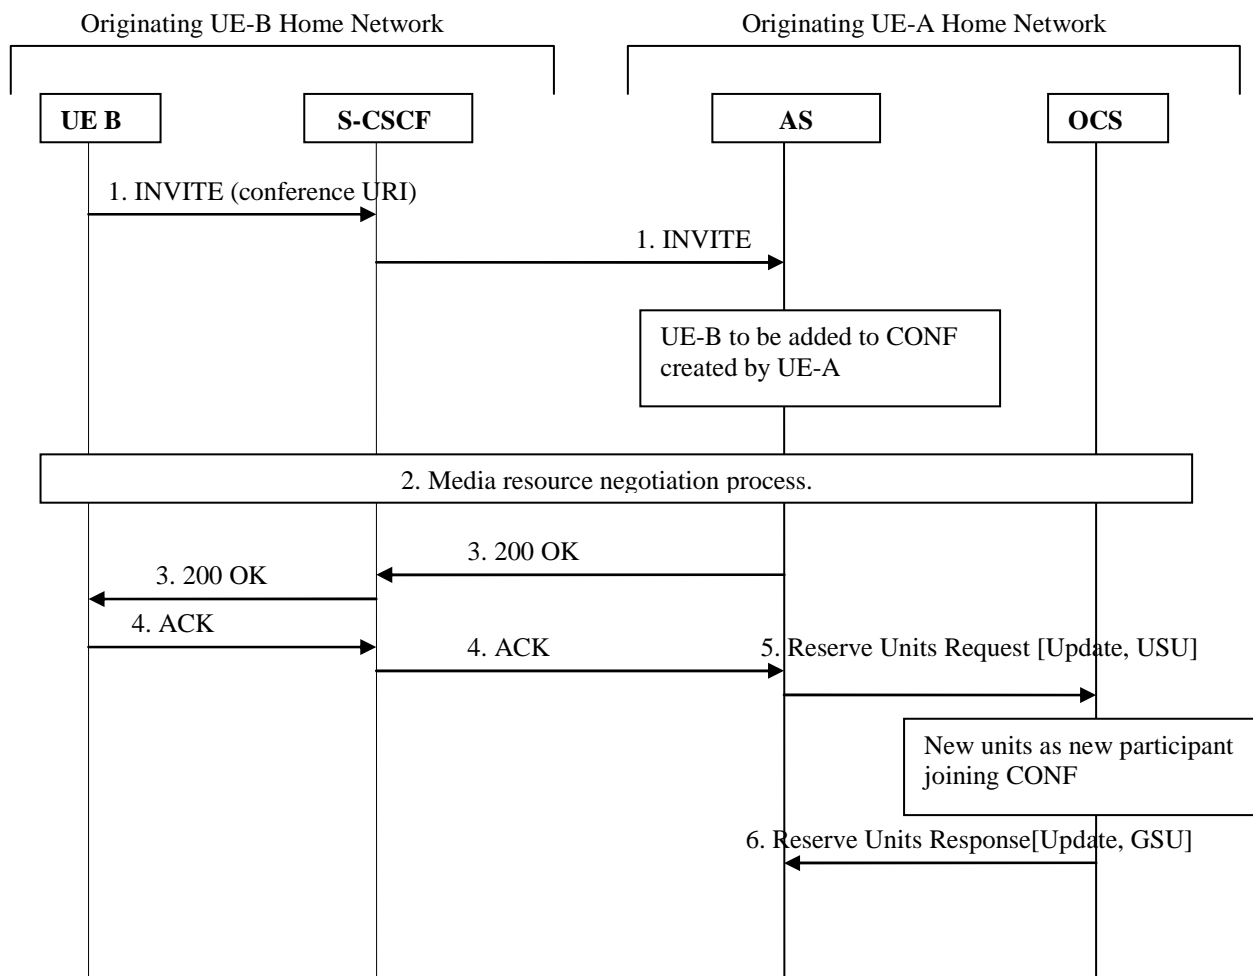 Originating UE-B Home Network
Originating UE-A Home Network
UE B
S-CSCF
AS
OCS
1. INVITE (conference URI)
1. INVITE
UE-B to be added to CONF
created by UE-A
2. Media resource negotiation process.
3. 200 OK
3. 200 OK
4. ACK
4. ACK
5. Reserve Units Request [Update, USU]
New units as new participant
joining CONF
6. Reserve Units Response[Update, GSU]